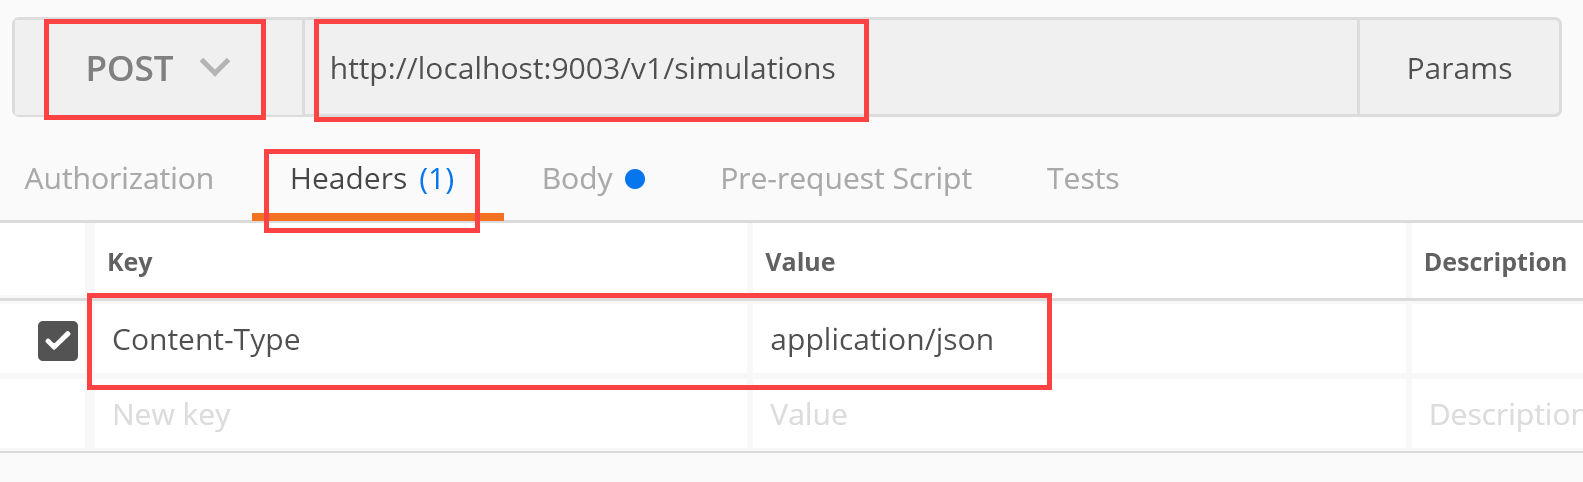 POST http://localhost:9003/v1/simulations Params
Authorization Headers (1) Body Pre-request Script Tests
Key Value Description
Content-Type application/json
New key Value Description